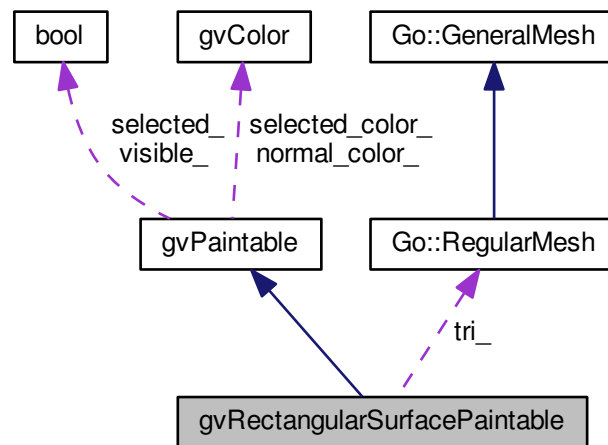 bool
gvColor
Go::GeneralMesh
selected_
visible_
selected_color_
normal_color_
gvPaintable
Go::RegularMesh
tri_
gvRectangularSurfacePaintable